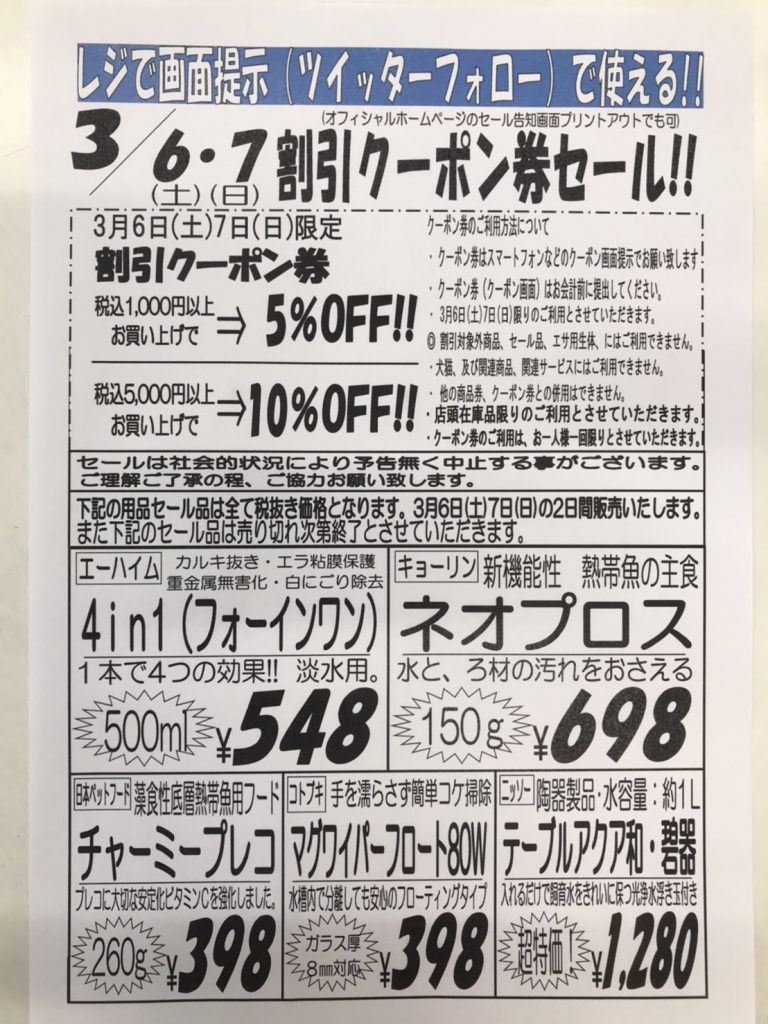 レジで画面提示(ツイッターフォロー)で使える!!
(オフィシャルホームページのセール告知画面プリントアウトでも可)
3/6・7割引クーポン券セール!!
(土)(日)
3月6日(土)7日(日)限定
割引クーポン券
税込1,000円以上
お買い上げで ⇒ 5%OFF!!
税込5,000円以上
お買い上げで ⇒10%OFF!!
クーポン券のご利用方法について
・クーポン券はスマートフォンなどのクーポン画面提示でお願い致します
・クーポン券(クーポン画面)はお会計前に提出してください。
・3月6日(土)7日(日)限りのご利用とさせていただきます。
◎ 割引対象外商品、セール品、エサ用生体、にはご利用できません。
・犬猫、及び関連商品、関連サービスにはご利用できません。
・他の商品券、クーポン券との併用はできません。
・店頭在庫品限りのご利用とさせていただきます。
・クーポン券のご利用は、お一人様一回限りとさせていただきます。
セールは社会的状況により予告無く中止する事がございます。
ご理解ご了承の程、ご協力お願い致します。
下記の用品セール品は全て税抜き価格となります。3月6日(土)7日(日)の2日間販売いたします。
また下記のセール品は売り切れ次第終了とさせていただきます。
エーハイム カルキ抜き・エラ粘膜保護
重金属無害化・白にごり除去
4in1(フォーインワン)
1本で4つの効果!! 淡水用。
500ml ¥548
キョーリン 新機能性 熱帯魚の主食
ネオプロス
水と、ろ材の汚れをおさえる
150g ¥698
日本ペットフード 藻食性底層熱帯魚用フード
チャーミープレコ
プレコに大切な安定化ビタミンCを強化しました。
260g ¥398
コトブキ 手を濡らさず簡単コケ掃除
マグワイパーフロート80W
水槽内で分離しても安心のフローティングタイプ
ガラス厚
8mm対応 ¥398
ニッソー 陶器製品・水容量:約1L
テーブルアクア和・碧器
入れるだけで飼育水をきれいに保つ光浄水浮き玉付き
超特価! ¥1,280